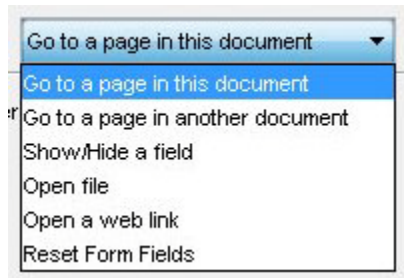 Go to a page in this document
Go to a page in this document
Go to a page in another document
Show/Hide a field
Open file
Open a web link
Reset Form Fields